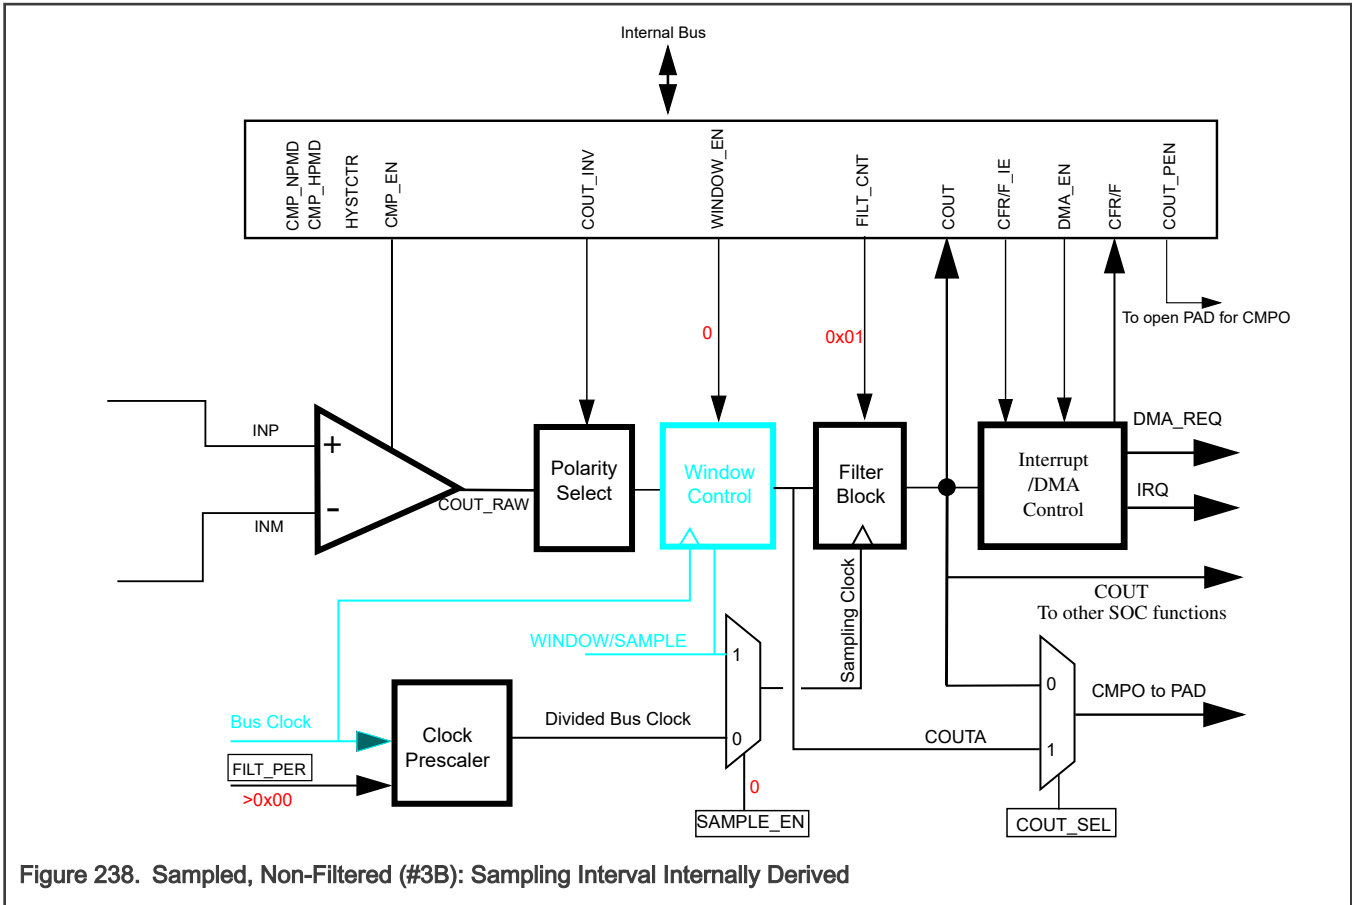 Internal Bus
CMP_NPMD
CMP_HPMD
HYSTCTR
CMP_EN
COUT_INV
WINDOW_EN
FILT_CNT
COUT
CFR/F_IE
DMA_EN
CFR/F
COUT_PEN
To open PAD for CMPO
0
0x01
INP
+
INM
-
COUT_RAW
Polarity
Select
Window
Control
Filter
Block
Interrupt
/DMA
Control
DMA_REQ
IRQ
COUT
To other SOC functions
Sampling Clock
WINDOW/SAMPLE
1
0
Bus Clock
FILT_PER
>0x00
Clock
Prescaler
Divided Bus Clock
0
SAMPLE_EN
COUTA
0
1
CMPO to PAD
COUT_SEL
Figure 238. Sampled, Non-Filtered (#3B): Sampling Interval Internally Derived